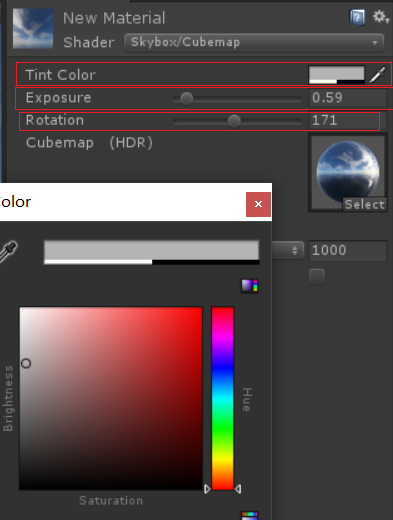 New Material
Shader Skybox/Cubemap
Tint Color
Exposure 0.59
Rotation 171
Cubemap (HDR)
Select
Color
1000
Brightness
Hue
Saturation